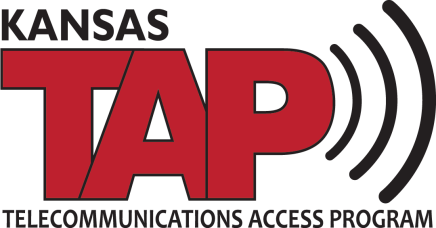 KANSAS
TAP
TELECOMMUNICATIONS ACCESS PROGRAM